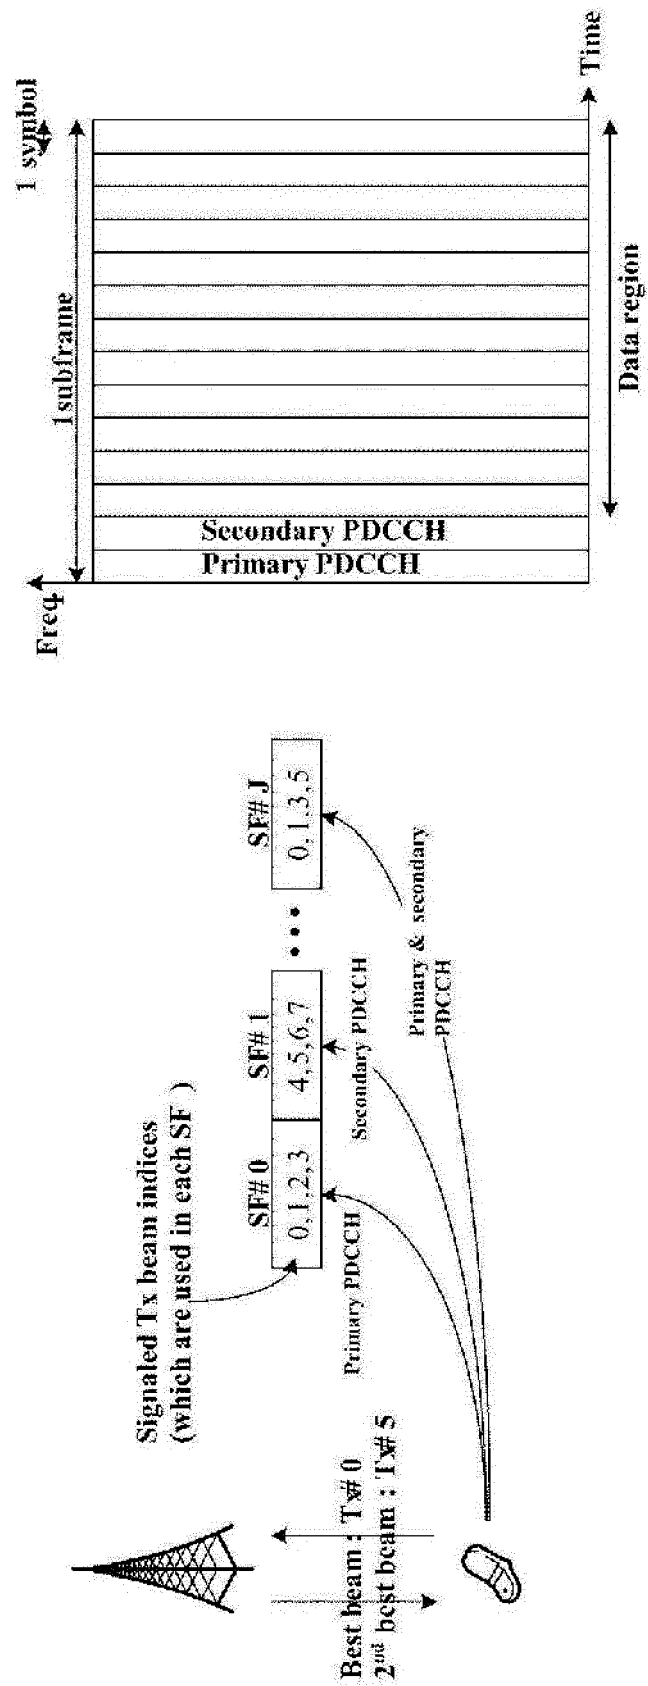 Signaled Tx beam indices
(which are used in each SF )
SF# 0
SF# 1
SF# J
0,1,2,3
4,5,6,7
0,1,3,5
Primary PDCCH
Secondary PDCCH
Primary & secondary
PDCCH
Best beam : Tx# 0
2nd best beam : Tx# 5
1 symbol
1subframe
Freq.
Primary PDCCH
Secondary PDCCH
Time
Data region